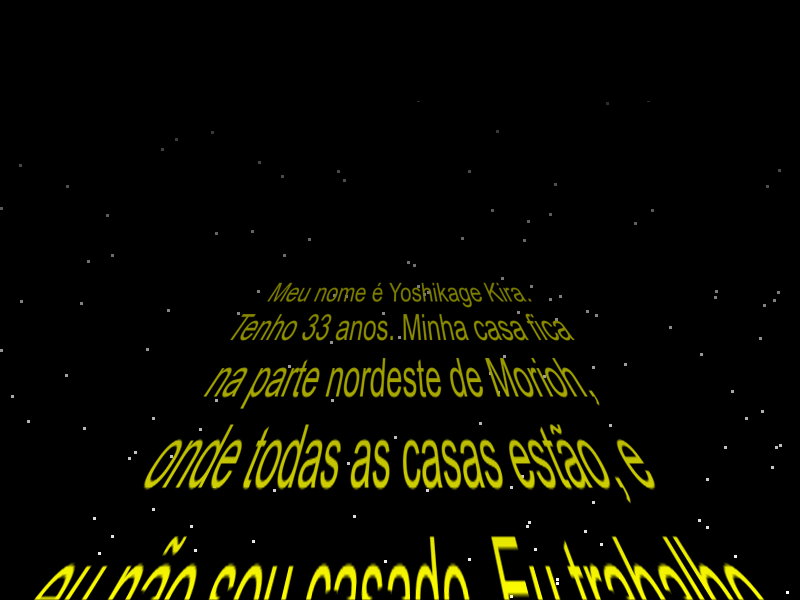 Meu nome é Yoshikage Kira.
Tenho 33 anos. Minha casa fica
na parte nordeste de Morioh,
onde todas as casas estão, e
eu não sou casado. Eu trabalho